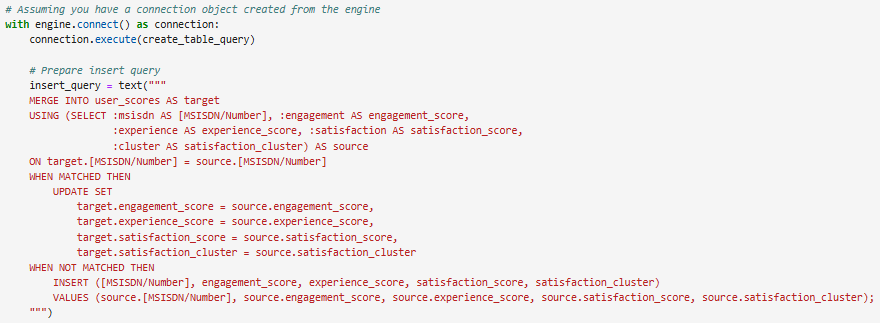 # Assuming you have a connection object created from the engine
with engine.connect() as connection:
    connection.execute(create_table_query)

    # Prepare insert query
    insert_query = text("""
    MERGE INTO user_scores AS target
    USING (SELECT :msisdn AS [MSISDN/Number], :engagement AS engagement_score,
                  :experience AS experience_score, :satisfaction AS satisfaction_score,
                  :cluster AS satisfaction_cluster) AS source
    ON target.[MSISDN/Number] = source.[MSISDN/Number]
    WHEN MATCHED THEN
        UPDATE SET
            target.engagement_score = source.engagement_score,
            target.experience_score = source.experience_score,
            target.satisfaction_score = source.satisfaction_score,
            target.satisfaction_cluster = source.satisfaction_cluster
    WHEN NOT MATCHED THEN
        INSERT ([MSISDN/Number], engagement_score, experience_score, satisfaction_score, satisfaction_cluster)
        VALUES (source.[MSISDN/Number], source.engagement_score, source.experience_score, source.satisfaction_score, source.satisfaction_cluster);
    """)